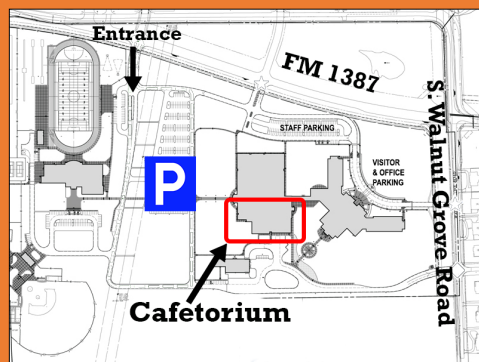 Entrance
FM 1387
S. Walnut Grove Road
STAFF PARKING
VISITOR
& OFFICE
PARKING
P
Cafetorium